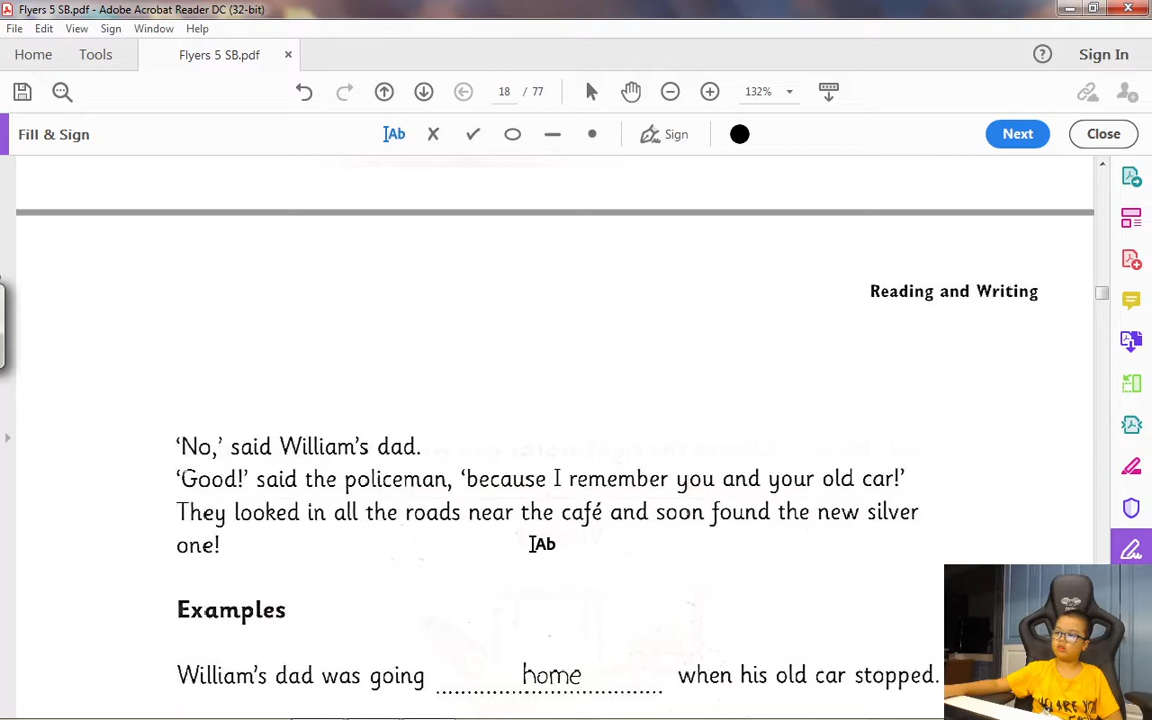 Flyers 5 SB.pdf - Adobe Acrobat Reader DC (32-bit)
File Edit View Sign Window Help
Home Tools Flyers 5 SB.pdf × Sign In
18 / 77 132%
Fill & Sign Ab Sign Next Close
Reading and Writing
‘No,’ said William’s dad.
‘Good!’ said the policeman, ‘because I remember you and your old car!’
They looked in all the roads near the café and soon found the new silver
one!
Ab
Examples
William’s dad was going home when his old car stopped.